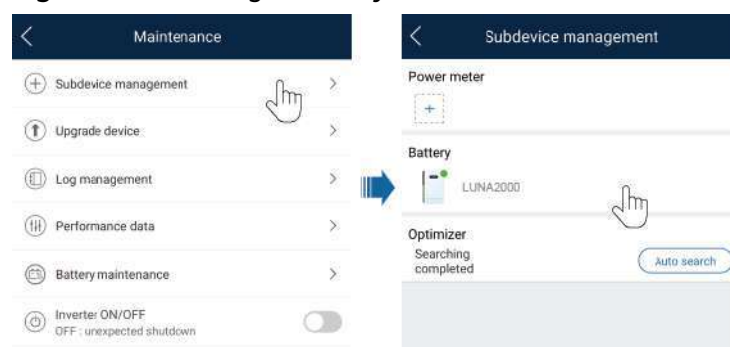 Maintenance
Subdevice management
Upgrade device
Log management
Performance data
Battery maintenance
Inverter ON/OFF
OFF : unexpected shutdown
Subdevice management
Power meter
+
Battery
LUNA2000
Optimizer
Searching
completed
Auto search